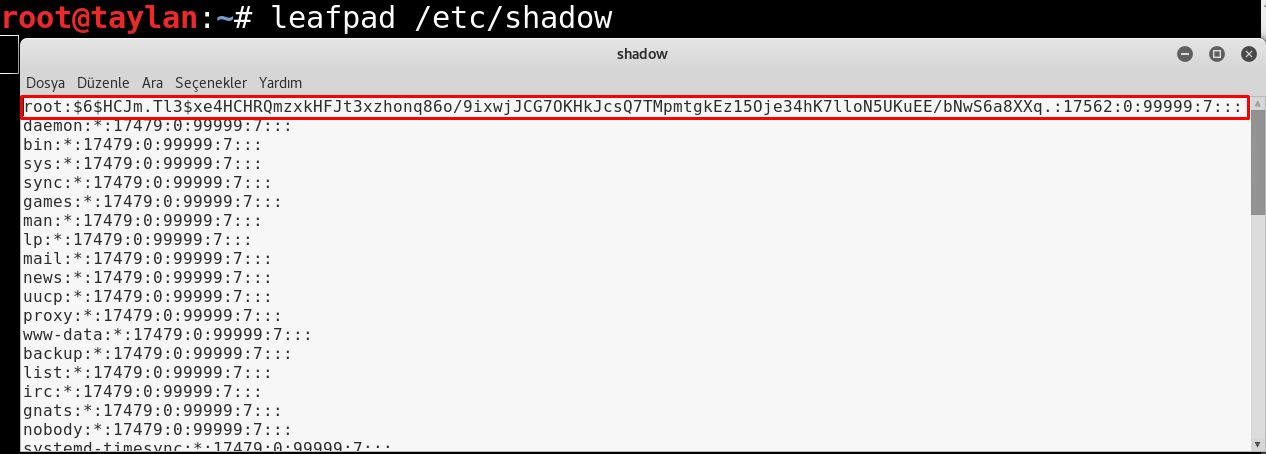 root@taylan:~# leafpad /etc/shadow
shadow
Dosya Düzenle Ara Seçenekler Yardım
root:$6$HCJm.Tl3$xe4HCHRQmzxkHFJt3xzhonq86o/9ixwjJCG7OKHkJcsQ7TMpmtgkEz15Oje34hK7lloN5UKuEE/bNwS6a8XXq.:17562:0:99999:7:::
daemon:*:17479:0:99999:7:::
bin:*:17479:0:99999:7:::
sys:*:17479:0:99999:7:::
sync:*:17479:0:99999:7:::
games:*:17479:0:99999:7:::
man:*:17479:0:99999:7:::
lp:*:17479:0:99999:7:::
mail:*:17479:0:99999:7:::
news:*:17479:0:99999:7:::
uucp:*:17479:0:99999:7:::
proxy:*:17479:0:99999:7:::
www-data:*:17479:0:99999:7:::
backup:*:17479:0:99999:7:::
list:*:17479:0:99999:7:::
irc:*:17479:0:99999:7:::
gnats:*:17479:0:99999:7:::
nobody:*:17479:0:99999:7:::
systemd-timesync:*:17479:0:99999:7:::